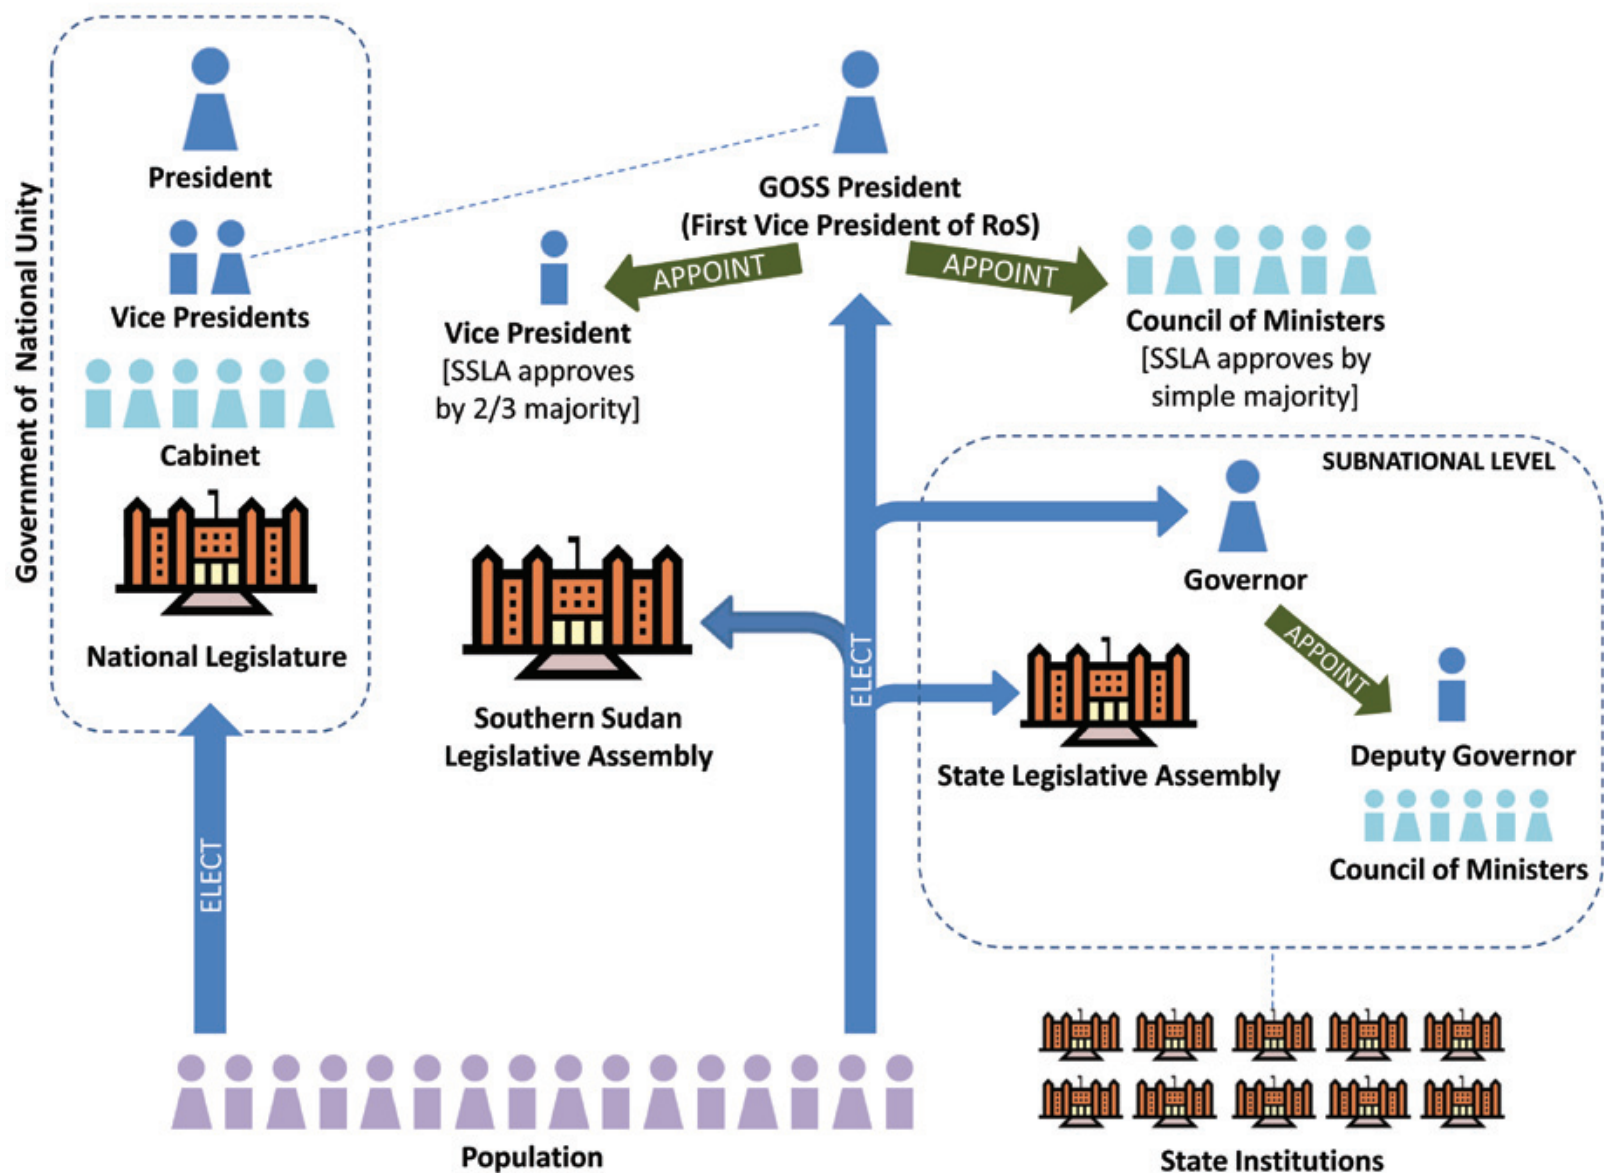 Government of National Unity
President
Vice Presidents
Cabinet
National Legislature
ELECT
GOSS President
(First Vice President of RoS)
APPOINT
APPOINT
Vice President
[SSLA approves
by 2/3 majority]
Council of Ministers
[SSLA approves by
simple majority]
Southern Sudan
Legislative Assembly
ELECT
SUBNATIONAL LEVEL
Governor
APPOINT
State Legislative Assembly
Deputy Governor
Council of Ministers
Population
State Institutions